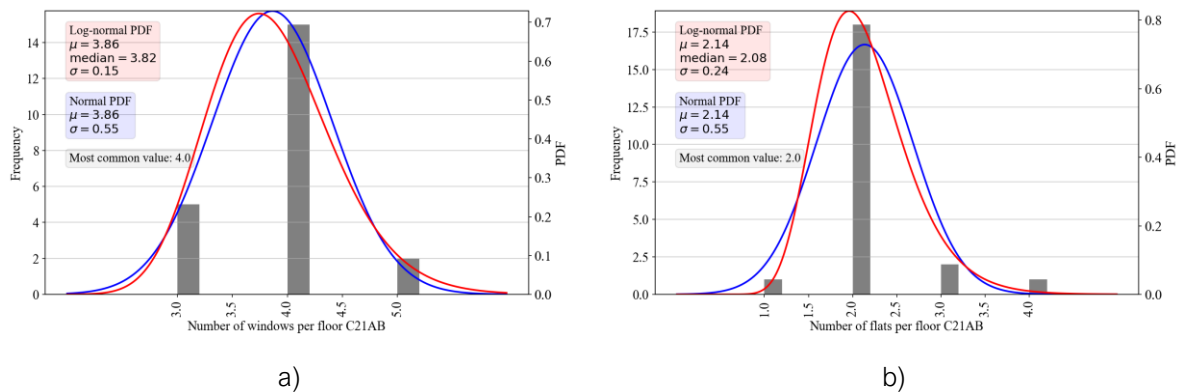 Log-normal PDF
μ = 3.86
median = 3.82
σ = 0.15
Normal PDF
μ = 3.86
σ = 0.55
Most common value: 4.0
Frequency
14
12
10
8
6
4
2
0
0.7
0.6
0.5
0.4
0.3
0.2
0.1
0.0
PDF
3.0
3.5
4.0
4.5
5.0
Number of windows per floor C21AB
a)
Log-normal PDF
μ = 2.14
median = 2.08
σ = 0.24
Normal PDF
μ = 2.14
σ = 0.55
Most common value: 2.0
Frequency
17.5
15.0
12.5
10.0
7.5
5.0
2.5
0.0
0.8
0.6
0.4
0.2
0.0
PDF
1.0
1.5
2.0
2.5
3.0
3.5
4.0
Number of flats per floor C21AB
b)